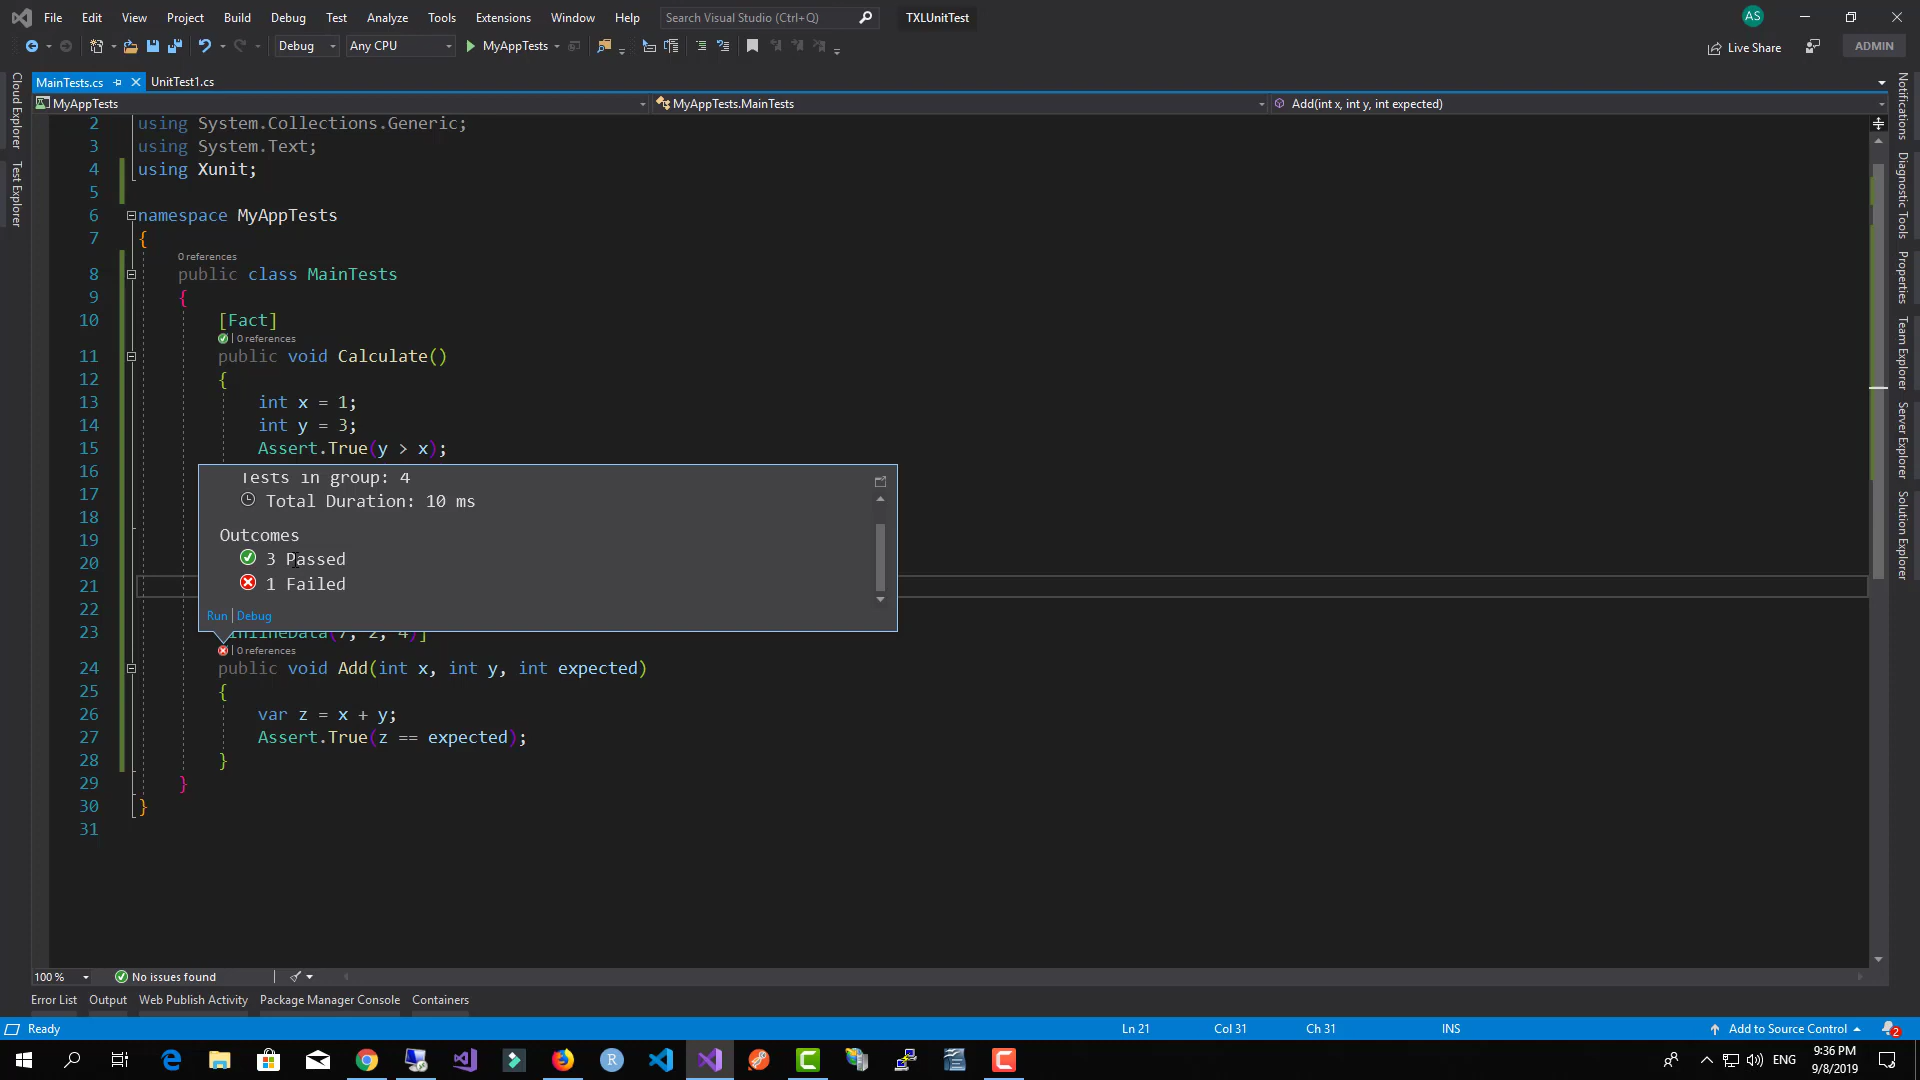 File Edit View Project Build Debug Test Analyze Tools Extensions Window Help Search Visual Studio (Ctrl+Q) TXLUnitTest AS
Debug Any CPU MyAppTests Live Share ADMIN
MainTests.cs UnitTest1.cs
MyAppTests MyAppTests.MainTests Add(int x, int y, int expected)
Cloud Explorer
Test Explorer
2 using System.Collections.Generic;
3 using System.Text;
4 using Xunit;
5
6 namespace MyAppTests
7 {
0 references
8 public class MainTests
9 {
10 [Fact]
0 references
11 public void Calculate()
12 {
13 int x = 1;
14 int y = 3;
15 Assert.True(y > x);
16
17
18
19
20
21
22
Tests in group: 4
Total Duration: 10 ms
Outcomes
3 Passed
1 Failed
Run | Debug
23 InlineData(7, 2, 4)]
0 references
24 public void Add(int x, int y, int expected)
25 {
26 var z = x + y;
27 Assert.True(z == expected);
28 }
29 }
30 }
31
Notifications
Diagnostic Tools
Properties
Team Explorer
Server Explorer
Solution Explorer
100 % No issues found
Error List Output Web Publish Activity Package Manager Console Containers
Ready Ln 21 Col 31 Ch 31 INS Add to Source Control 2
R ENG 9:36 PM
9/8/2019